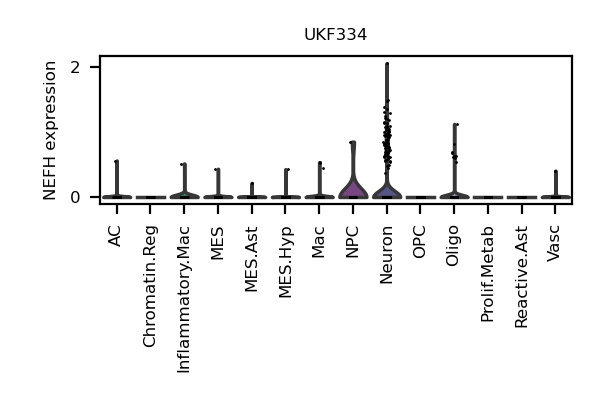 UKF334
NEFH expression
2
0
AC
Chromatin.Reg
Inflammatory.Mac
MES
MES.Ast
MES.Hyp
Mac
NPC
Neuron
OPC
Oligo
Prolif.Metab
Reactive.Ast
Vasc